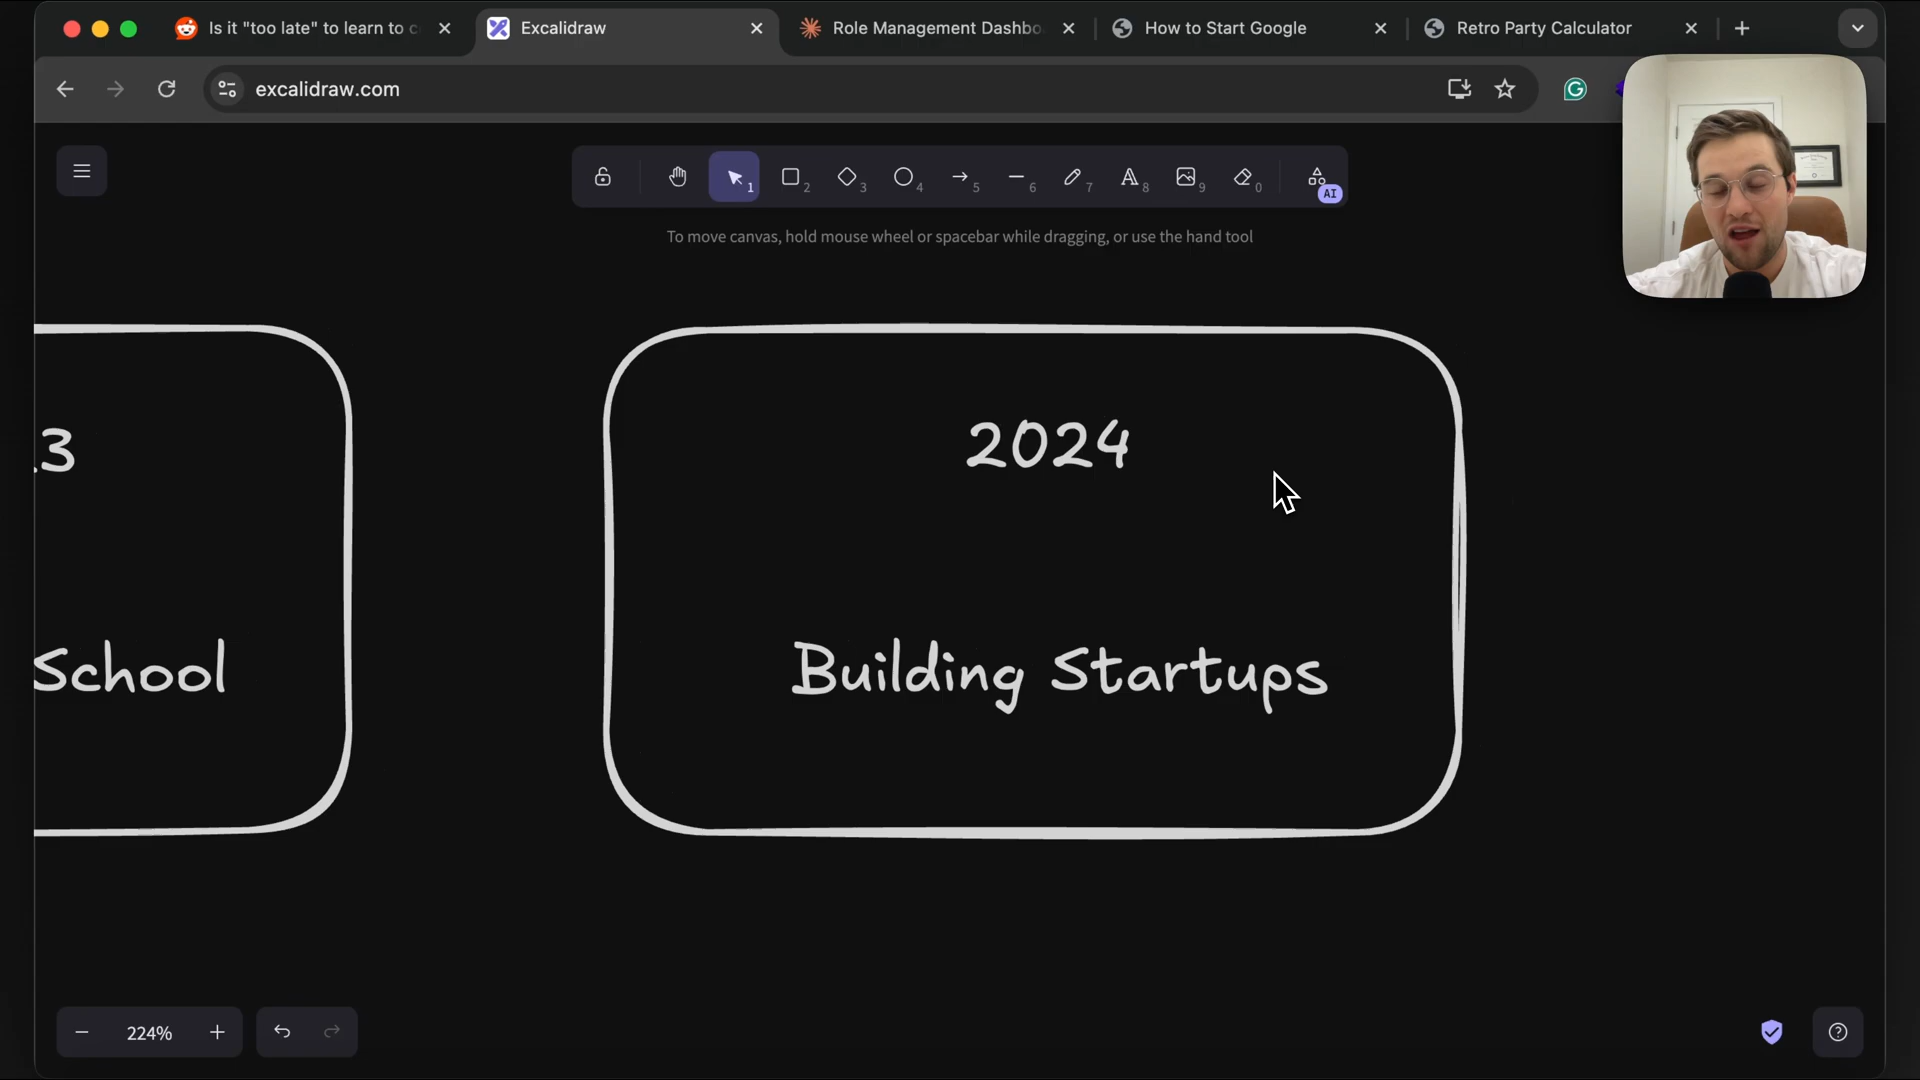 Is it "too late" to learn to c
Excalidraw
Role Management Dashbo
How to Start Google
Retro Party Calculator
excalidraw.com
1
2
3
4
5
6
7
8
9
0
AI
To move canvas, hold mouse wheel or spacebar while dragging, or use the hand tool
3
School
2024
Building Startups
224%